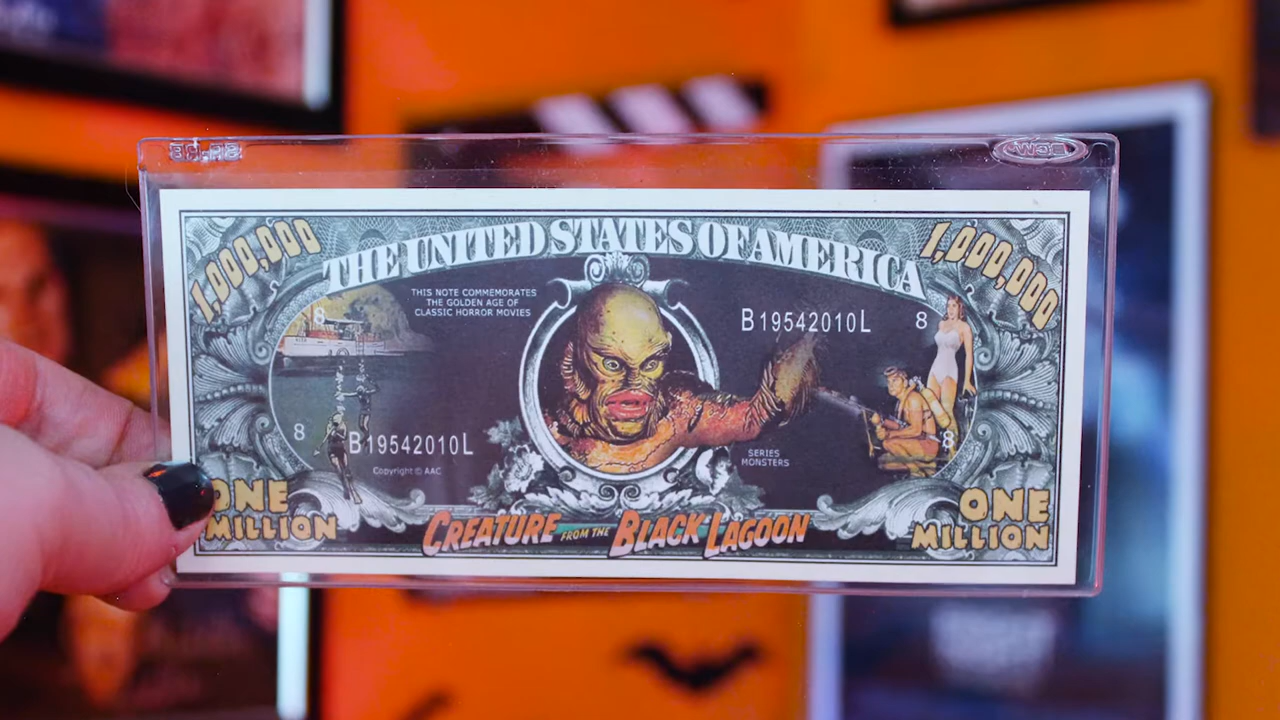 THE UNITED STATES OF AMERICA
1,000,000
1,000,000
THIS NOTE COMMEMORATES
THE GOLDEN AGE OF
CLASSIC HORROR MOVIES
8
B19542010L
8
8
B19542010L
8
Copyright © AAC
SERIES
MONSTERS
ONE
MILLION
CREATURE FROM THE BLACK LAGOON
ONE
MILLION